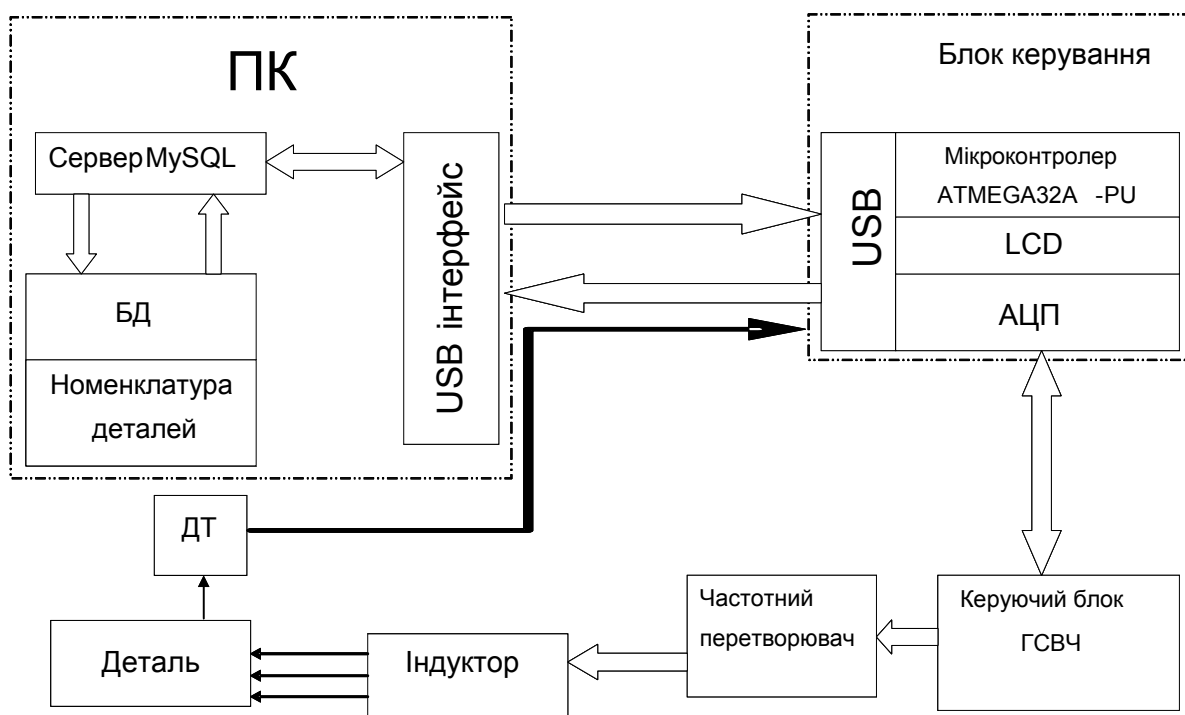 ПК
Блок керування
Сервер MySQL
USB інтерфейс
USB
Мікроконтролер
ATMEGA32A -PU
LCD
АЦП
БД
Номенклатура
деталей
ДТ
Деталь
Індуктор
Частотний
перетворювач
Керуючий блок
ГСВЧ